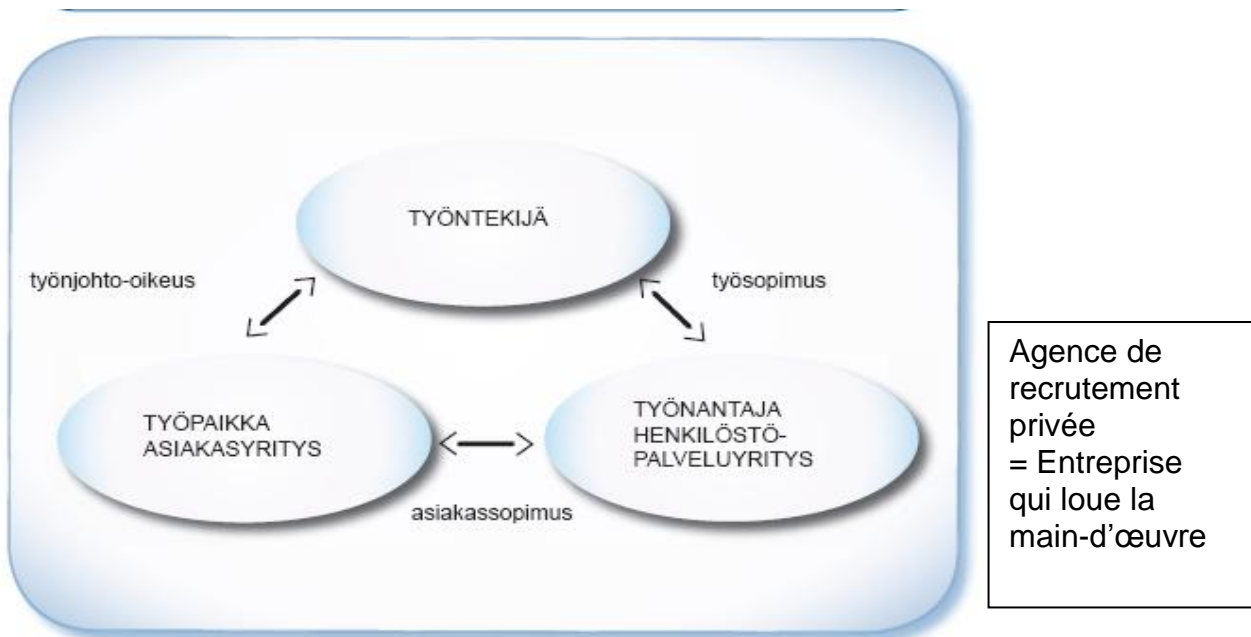 TYÖNTEKIJÄ
työnjohto-oikeus
työsopimus
TYÖPAIKKA
ASIAKASYRITYS
TYÖNANTAJA
HENKILÖSTÖ-
PALVELUYRITYS
asiakassopimus
Agence de
recrutement
privée
= Entreprise
qui loue la
main-d’œuvre